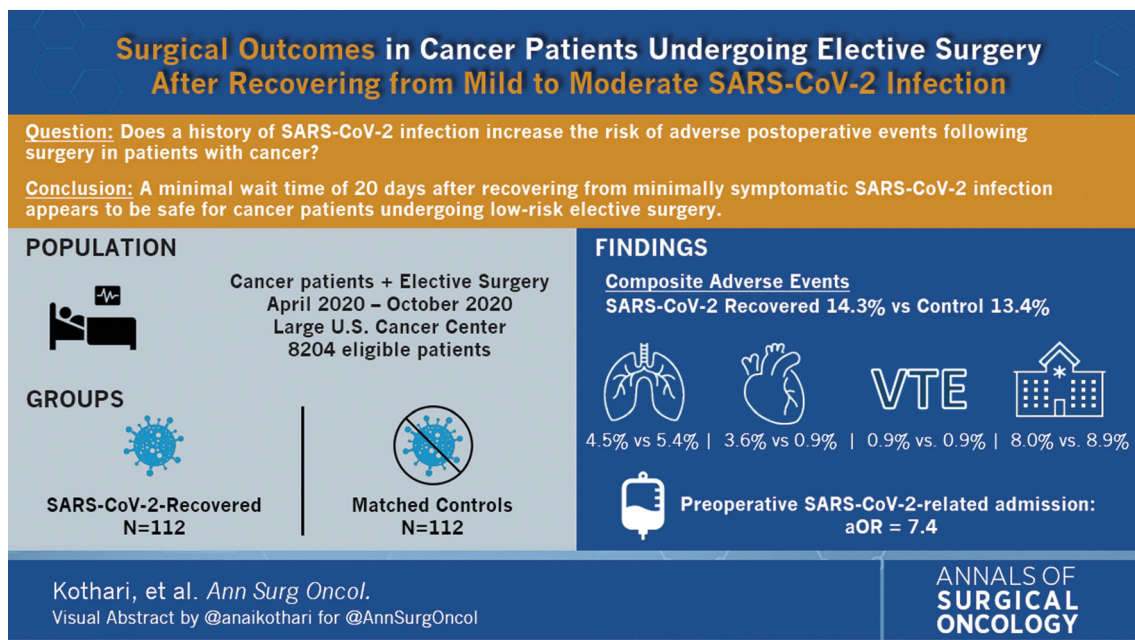 Surgical Outcomes in Cancer Patients Undergoing Elective Surgery
After Recovering from Mild to Moderate SARS-CoV-2 Infection
Question: Does a history of SARS-CoV-2 infection increase the risk of adverse postoperative events following
surgery in patients with cancer?
Conclusion: A minimal wait time of 20 days after recovering from minimally symptomatic SARS-CoV-2 infection
appears to be safe for cancer patients undergoing low-risk elective surgery.
POPULATION
Cancer patients + Elective Surgery
April 2020 – October 2020
Large U.S. Cancer Center
8204 eligible patients
GROUPS
SARS-CoV-2-Recovered
N=112
Matched Controls
N=112
FINDINGS
Composite Adverse Events
SARS-CoV-2 Recovered 14.3% vs Control 13.4%
VTE
4.5% vs 5.4% | 3.6% vs 0.9% | 0.9% vs. 0.9% | 8.0% vs. 8.9%
Preoperative SARS-CoV-2-related admission:
aOR = 7.4
Kothari, et al. Ann Surg Oncol.
Visual Abstract by @anaikothari for @AnnSurgOncol
ANNALS OF
SURGICAL
ONCOLOGY